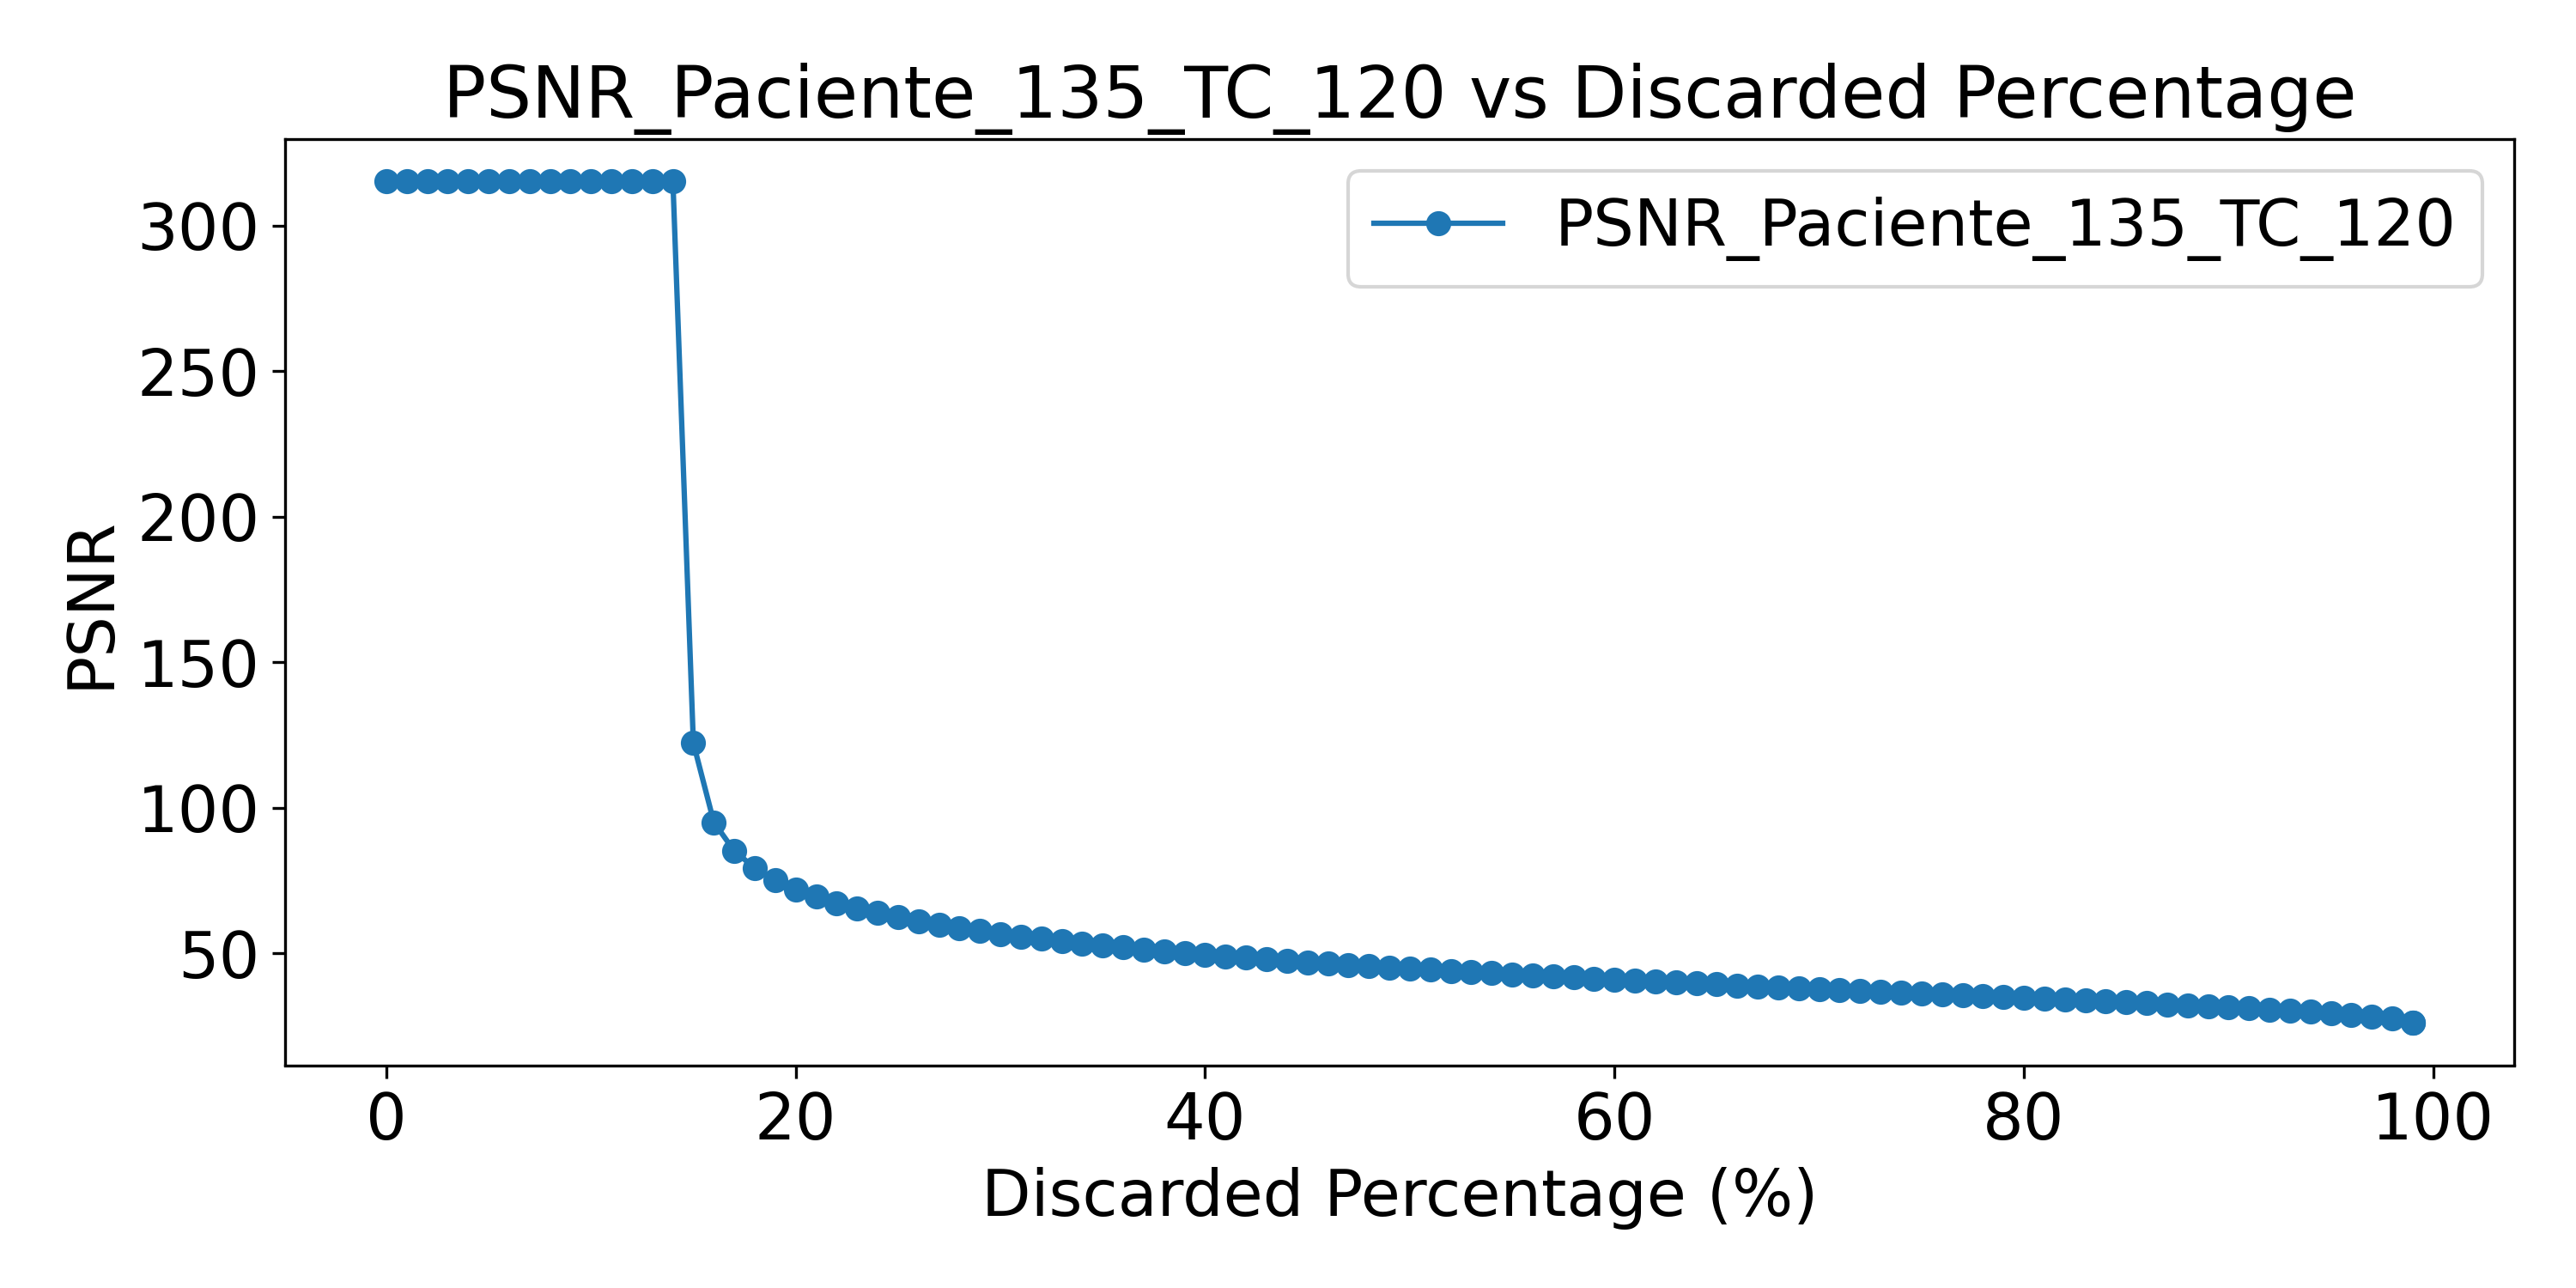 PSNR_Paciente_135_TC_120 vs Discarded Percentage
PSNR_Paciente_135_TC_120
300
250
200
150
100
50
PSNR
0 20 40 60 80 100
Discarded Percentage (%)